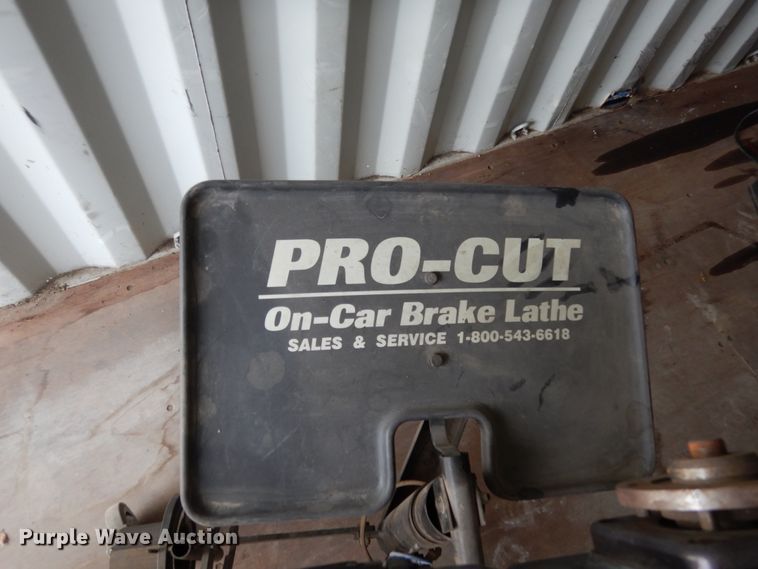 PRO-CUT
On-Car Brake Lathe
SALES & SERVICE 1-800-543-6618
Purple Wave Auction